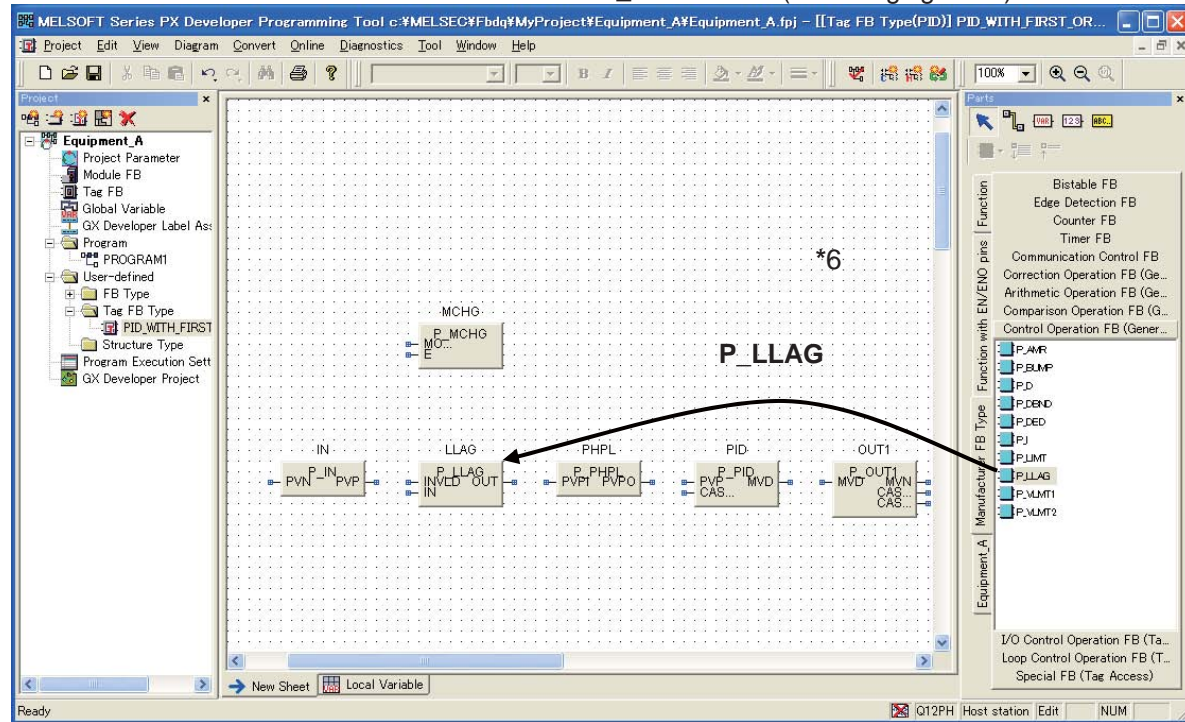 MELSOFT Series PX Developer Programming Tool c:¥MELSEC¥Fbdq¥MyProject¥Equipment_A¥Equipment_A.fpj - [[Tag FB Type(PID)] PID_WITH_FIRST_OR...
Project Edit View Diagram Convert Online Diagnostics Tool Window Help
B I 100%
Project
Equipment_A
Project Parameter
Module FB
Tag FB
Global Variable
GX Developer Label Ass
Program
PROGRAM1
User-defined
FB Type
Tag FB Type
PID_WITH_FIRST
Structure Type
Program Execution Sett
GX Developer Project
*6
MCHG
P_MCHG
MO...
E
P_LLAG
IN
P_IN
PVN PVP
LLAG
P_LLAG
INVLD OUT
IN
PHPL
P_PHPL
PVP1 PVPO
PID
P_PID
PVP MVD
CAS...
OUT1
P_OUT1
MVD MVN
CAS...
CAS...
New Sheet
Local Variable
Parts
VAR 123 ABC..
Function
Function with EN/ENO pins
Manufacturer FB Type
Equipment_A
Bistable FB
Edge Detection FB
Counter FB
Timer FB
Communication Control FB
Correction Operation FB (Ge...
Arithmetic Operation FB (Ge...
Comparison Operation FB (G...
Control Operation FB (Gener...
P_AMR
P_BUMP
P_D
P_DBND
P_DED
P_I
P_LIMT
P_LLAG
P_VLMT1
P_VLMT2
I/O Control Operation FB (Ta...
Loop Control Operation FB (T...
Special FB (Tag Access)
Ready
Q12PH Host station Edit NUM